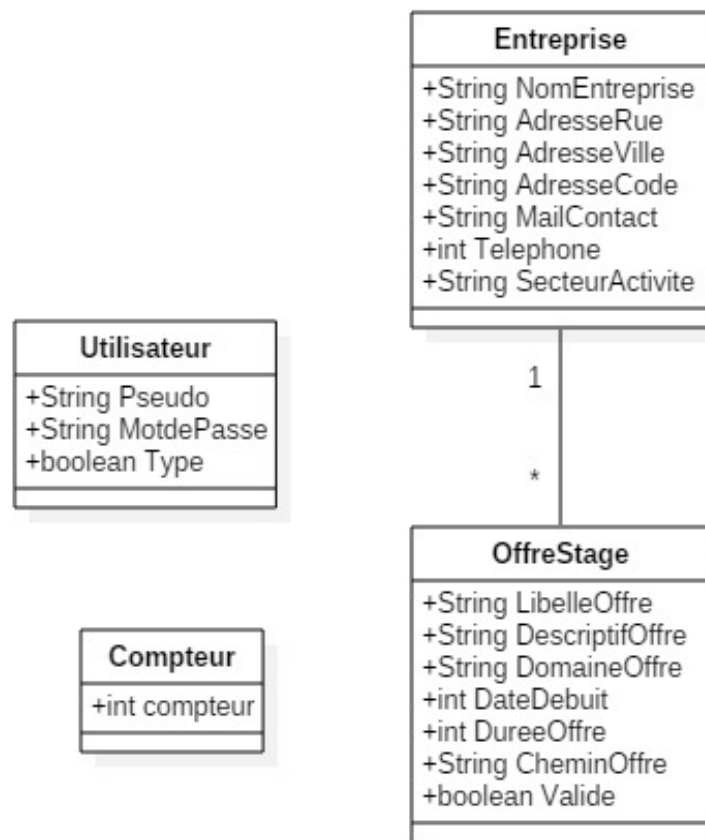 Entreprise
+String NomEntreprise
+String AdresseRue
+String AdresseVille
+String AdresseCode
+String MailContact
+int Telephone
+String SecteurActivite
Utilisateur
+String Pseudo
+String MotdePasse
+boolean Type
1
*
OffreStage
+String LibelleOffre
+String DescriptifOffre
+String DomaineOffre
+int DateDebuit
+int DureeOffre
+String CheminOffre
+boolean Valide
Compteur
+int compteur